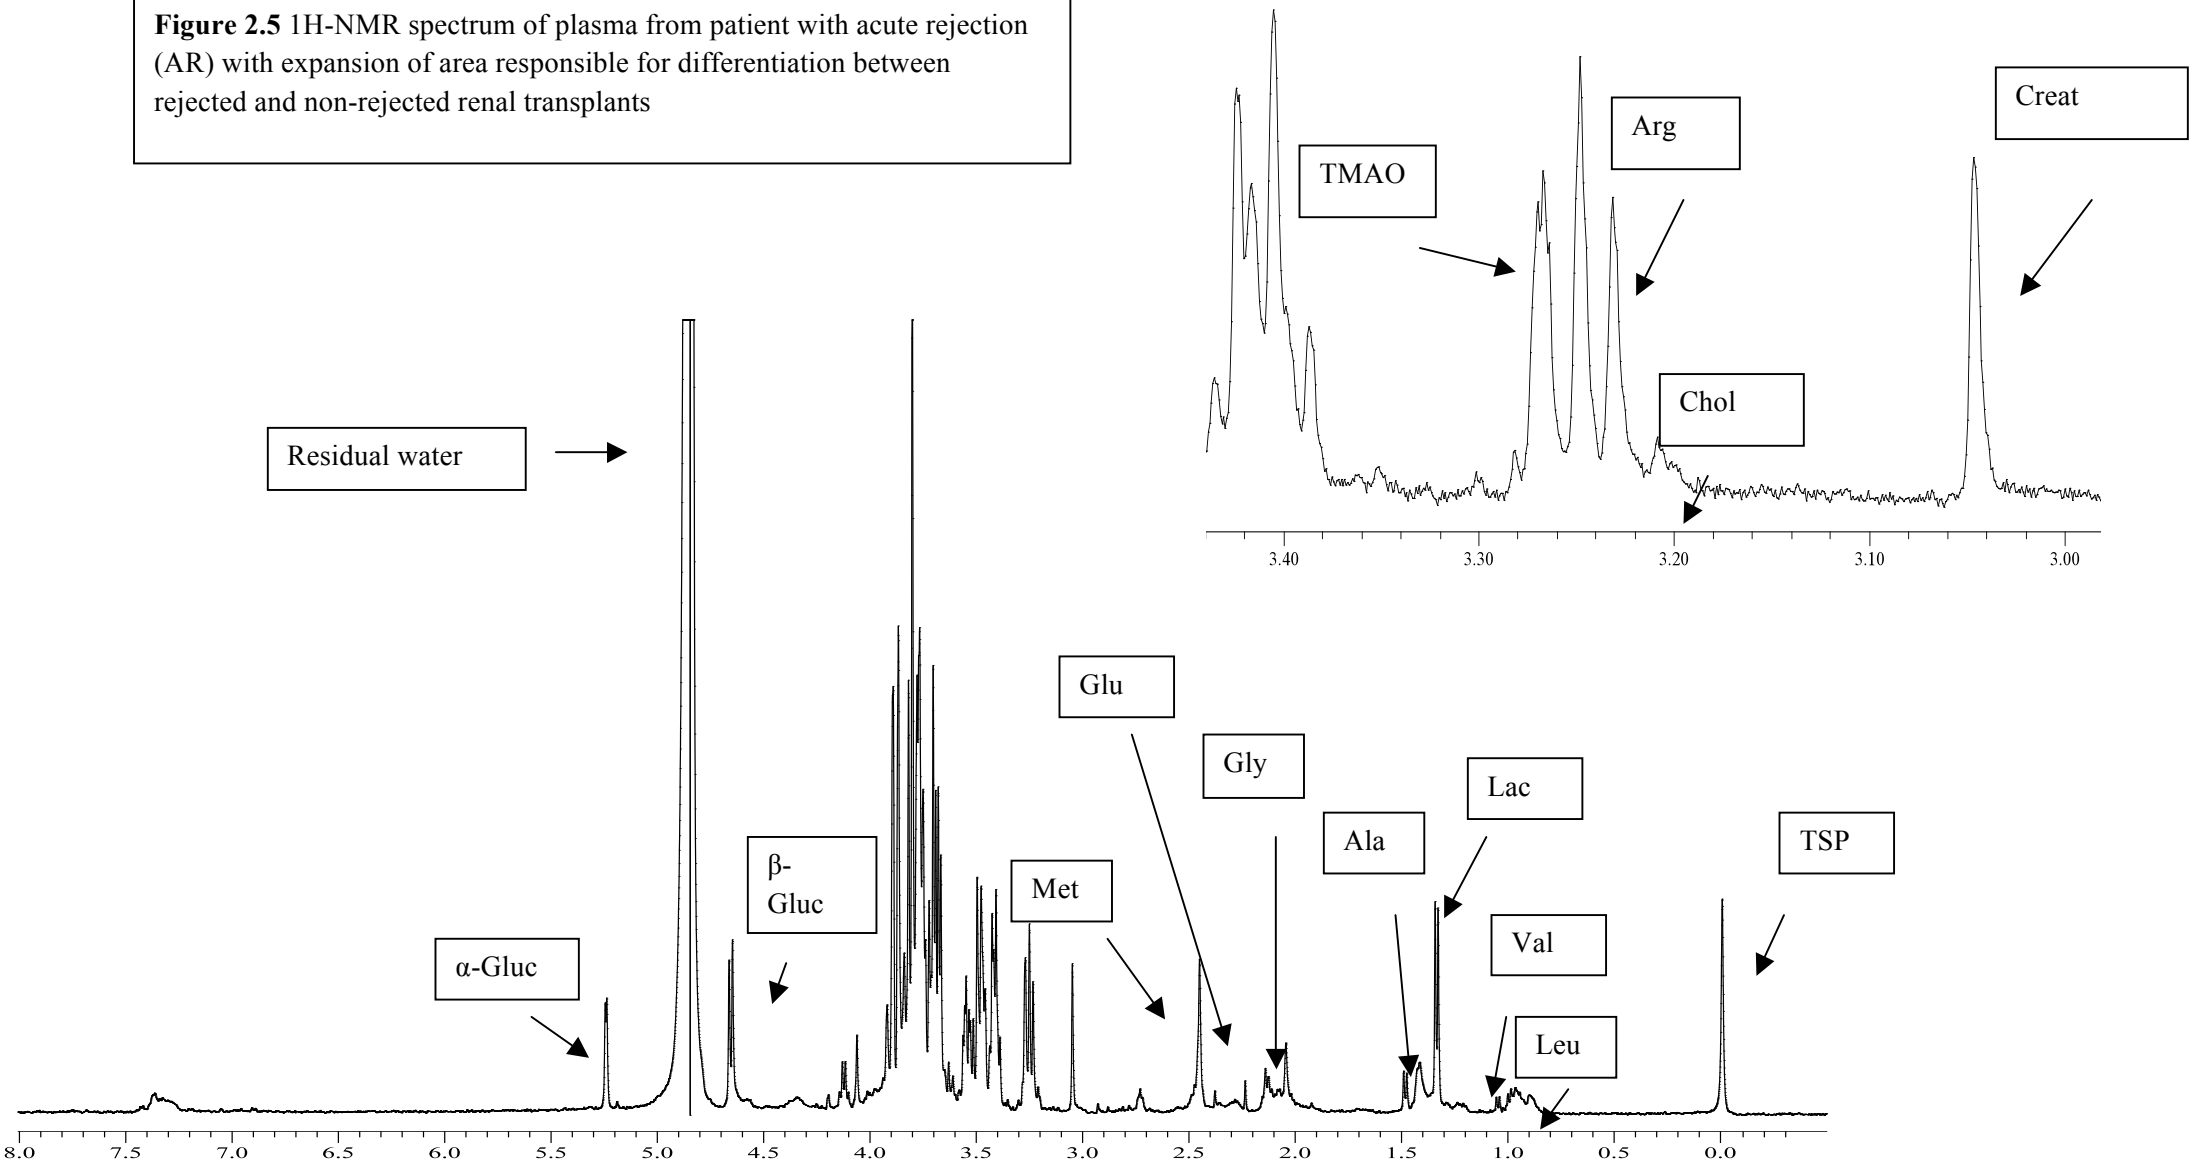 Figure 2.5 1H-NMR spectrum of plasma from patient with acute rejection
(AR) with expansion of area responsible for differentiation between
rejected and non-rejected renal transplants
Creat
Arg
TMAO
Chol
3.40 3.30 3.20 3.10 3.00
Residual water
Glu
Gly
Lac
Ala
TSP
β-
Gluc
Met
Val
α-Gluc
Leu
8.0 7.5 7.0 6.5 6.0 5.5 5.0 4.5 4.0 3.5 3.0 2.5 2.0 1.5 1.0 0.5 0.0